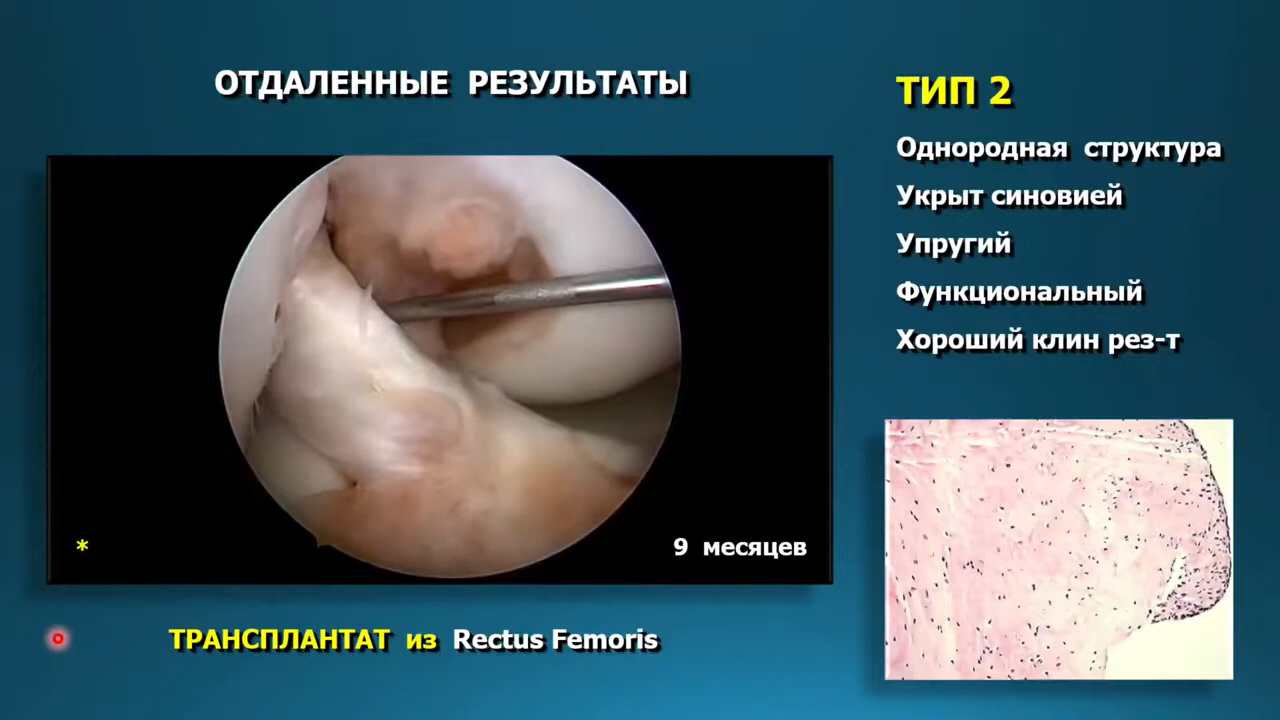 ОТДАЛЕННЫЕ РЕЗУЛЬТАТЫ
ТИП 2
Однородная структура
Укрыт синовией
Упругий
Функциональный
Хороший клин рез-т
* 9 месяцев
ТРАНСПЛАНТАТ из Rectus Femoris